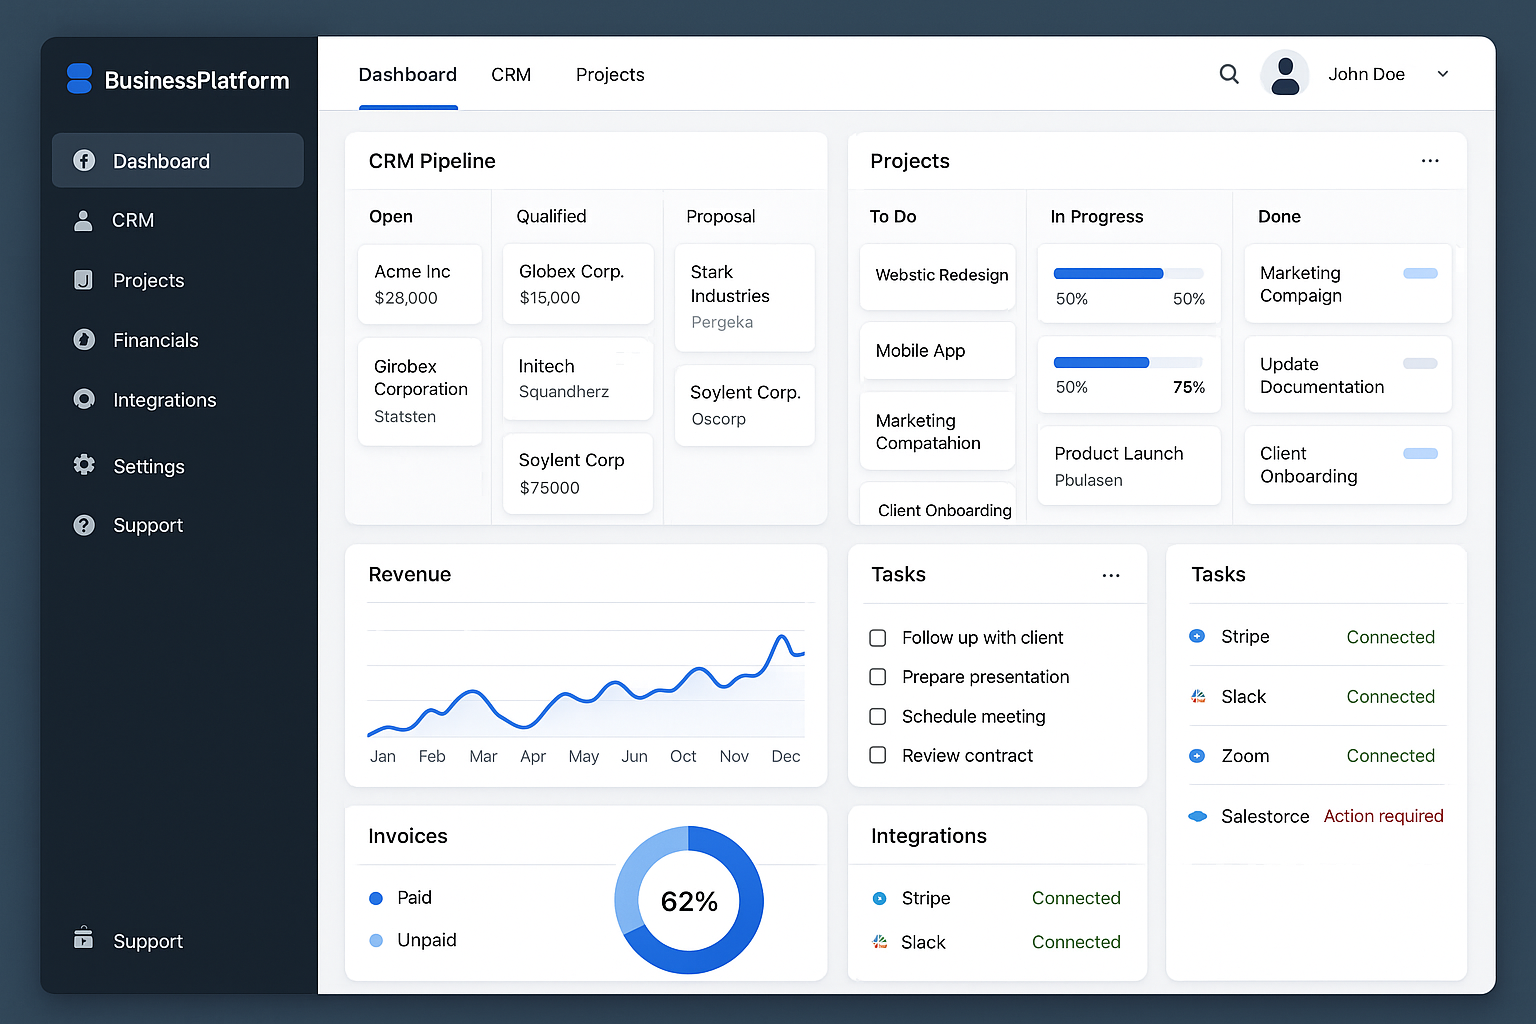 BusinessPlatform
Dashboard
CRM
Projects
Financials
Integrations
Settings
Support
Support
Dashboard CRM Projects
John Doe
CRM Pipeline
Open
Acme Inc
$28,000
Girobex
Corporation
Statsten
Qualified
Globex Corp.
$15,000
Initech
Squandherz
Soylent Corp
$75000
Proposal
Stark
Industries
Pergeka
Soylent Corp.
Oscorp
Projects
To Do
Webstic Redesign
Mobile App
Marketing
Compatahion
Client Onboarding
In Progress
50% 50%
50% 75%
Product Launch
Pbulasen
Done
Marketing
Compaign
Update
Documentation
Client
Onboarding
Revenue
Jan Feb Mar Apr May Jun Oct Nov Dec
Tasks
Follow up with client
Prepare presentation
Schedule meeting
Review contract
Tasks
Stripe Connected
Slack Connected
Zoom Connected
Salestorce Action required
Invoices
Paid
Unpaid
62%
Integrations
Stripe Connected
Slack Connected